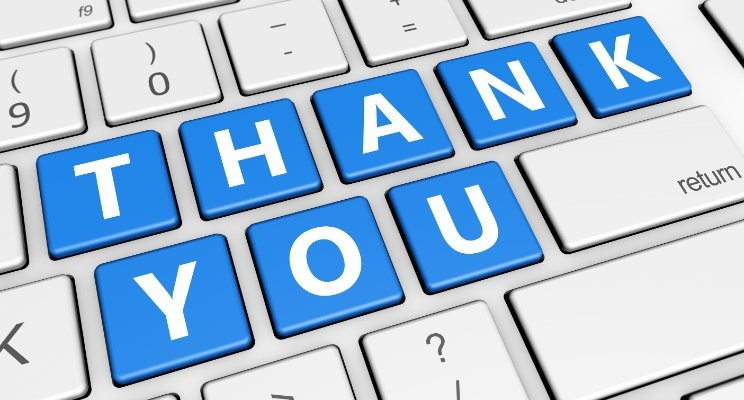 f9
( ) _ +
9 0 - =
THANK
return
YOU
K
> ?
/